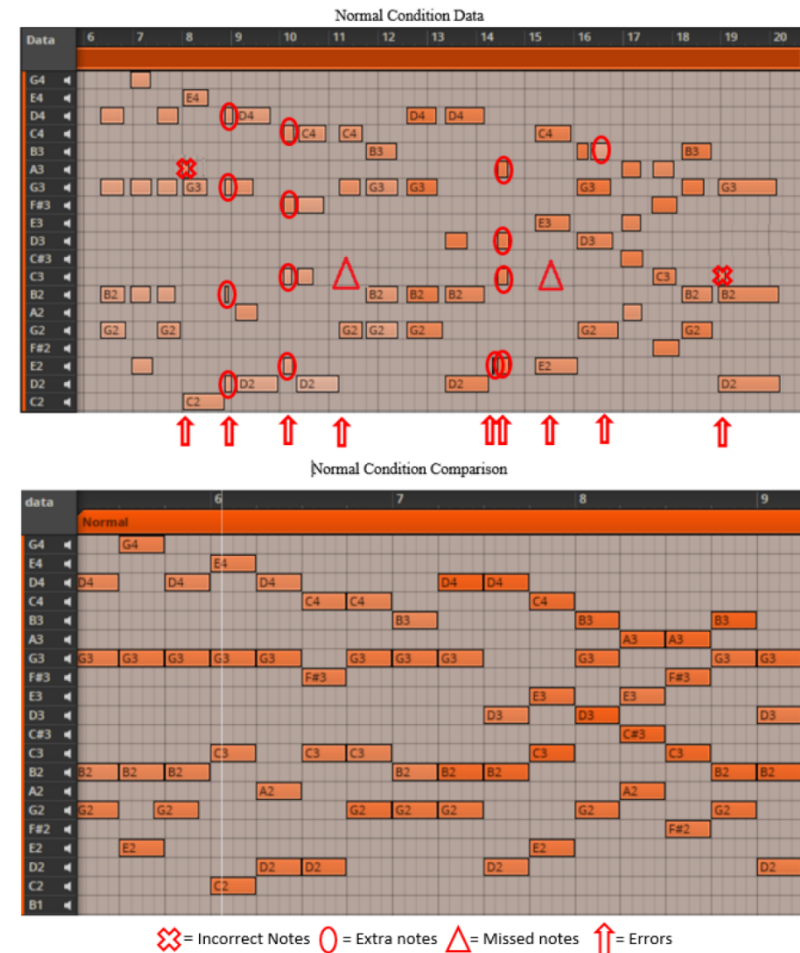 Normal Condition Data
Data 6 7 8 9 10 11 12 13 14 15 16 17 18 19 20
G4
E4 E4
D4 D4 D4 D4
C4 C4 C4 C4
B3 B3 B3
A3
G3 G3 G3 G3 G3 G3
F#3
E3 E3
D3 D3
C#3
C3 C3
B2 B2 B2 B2 B2 B2 B2
A2
G2 G2 G2 G2 G2 G2 G2 G2
F#2
E2 E2
D2 D2 D2 D2 D2
C2 C2
Normal Condition Comparison
data 6 7 8 9
Normal
G4 G4
E4 E4
D4 D4 D4 D4 D4 D4
C4 C4 C4 C4
B3 B3 B3 B3
A3 A3 A3
G3 G3 G3 G3 G3 G3 G3 G3 G3 G3 G3 G3
F#3 F#3 F#3
E3 E3 E3
D3 D3 D3 D3
C#3 C#3
C3 C3 C3 C3 C3 C3
B2 B2 B2 B2 B2 B2 B2 B2 B2
A2 A2 A2
G2 G2 G2 G2 G2 G2 G2 G2
F#2 F#2
E2 E2 E2
D2 D2 D2 D2 D2
C2 C2
B1
= Incorrect Notes = Extra notes = Missed notes = Errors